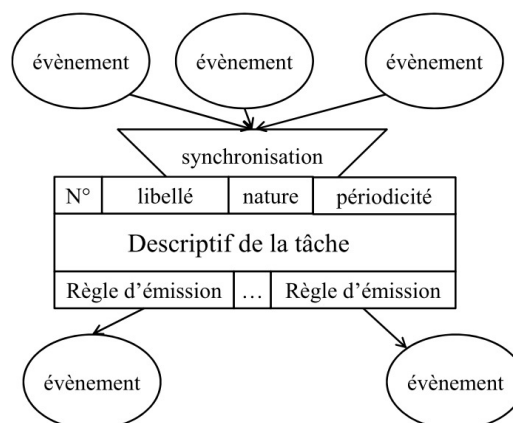 évènement évènement évènement
synchronisation
N° libellé nature périodicité
Descriptif de la tâche
Règle d'émission … Règle d'émission
évènement évènement